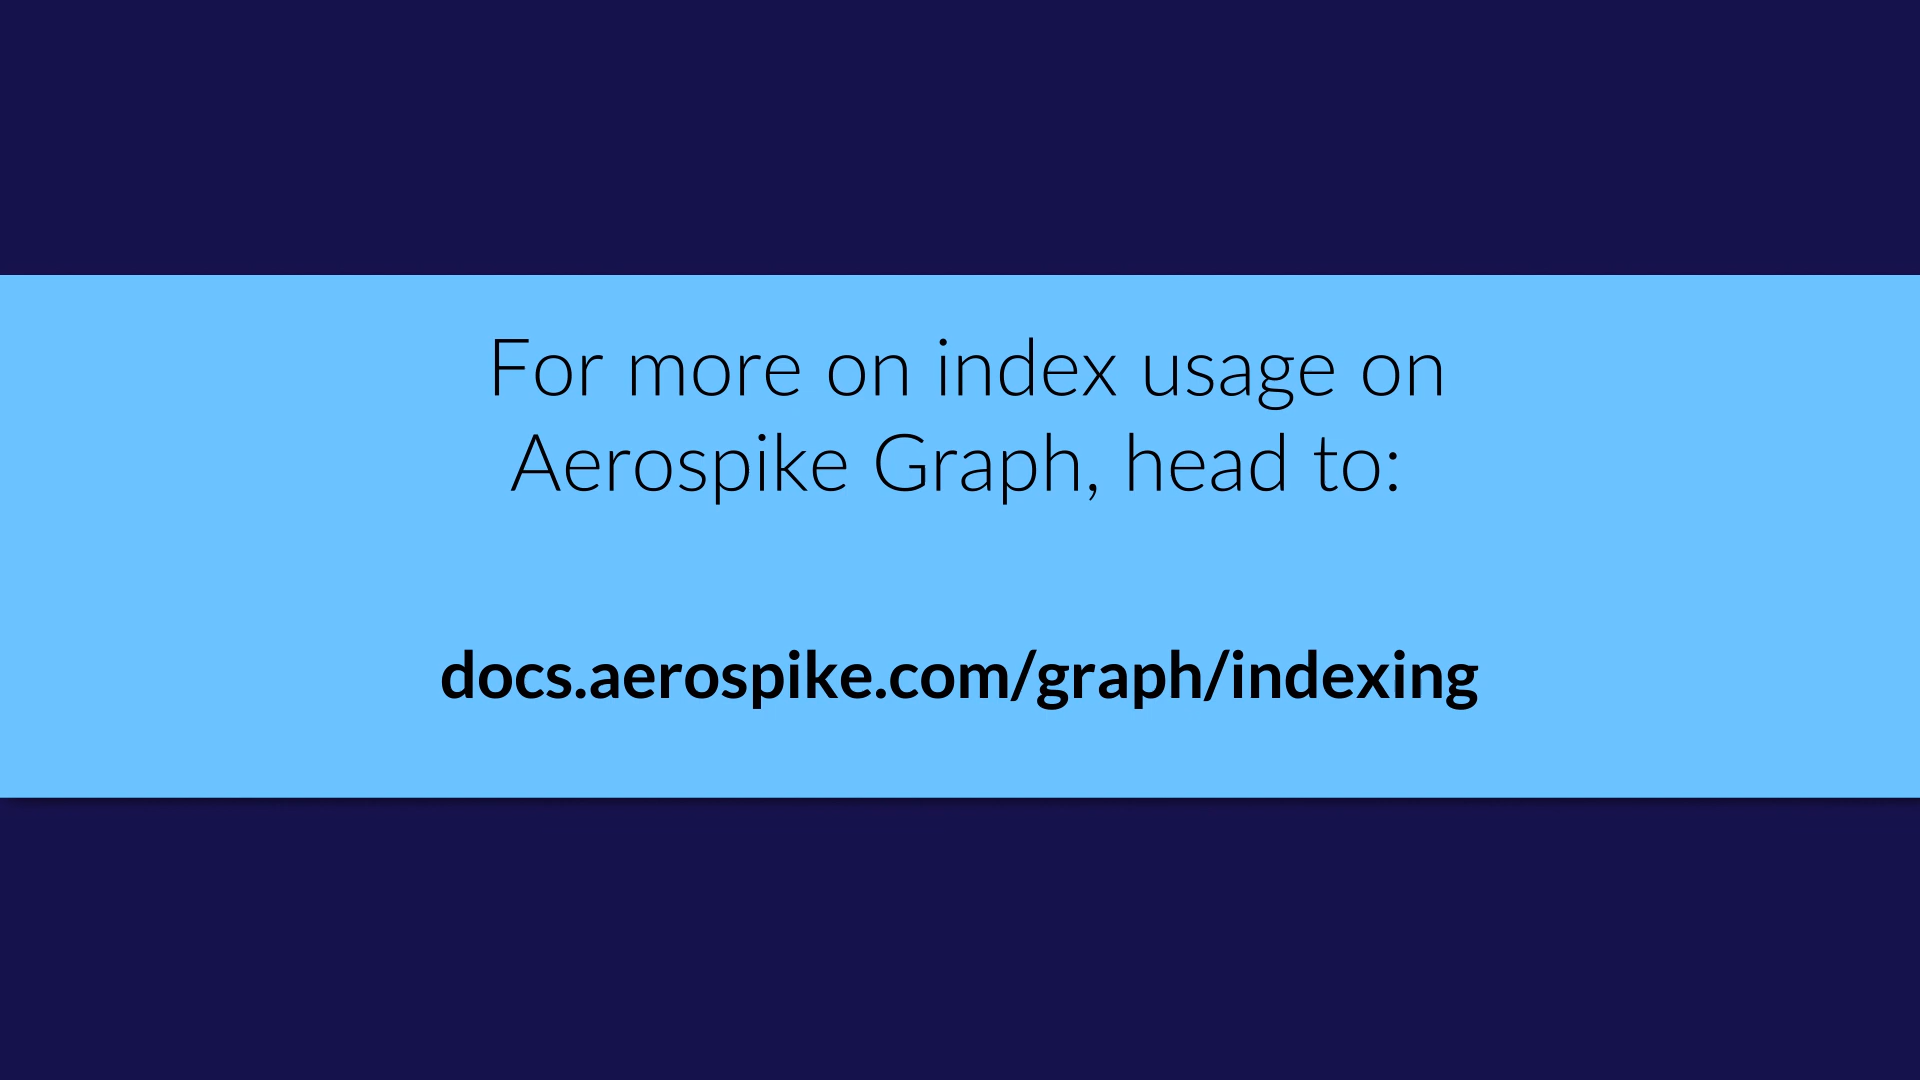 For more on index usage on
Aerospike Graph, head to:
docs.aerospike.com/graph/indexing